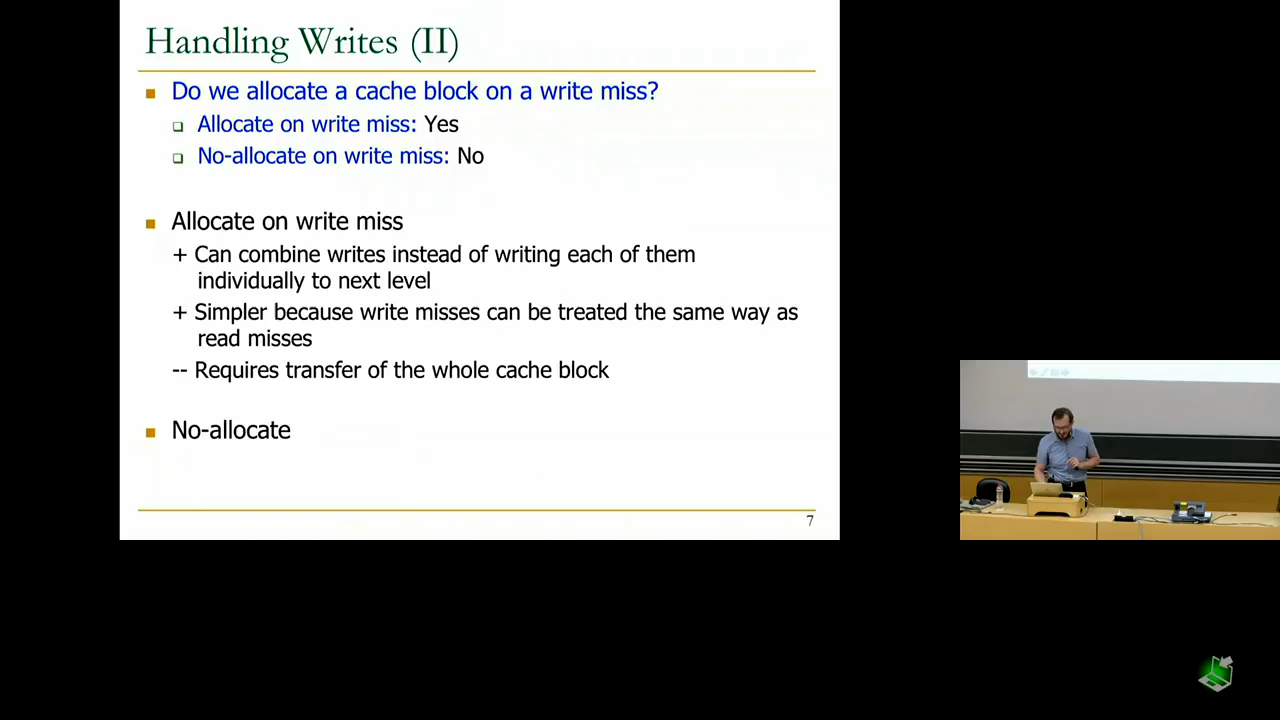 Handling Writes (II)
Do we allocate a cache block on a write miss?
Allocate on write miss: Yes
No-allocate on write miss: No
Allocate on write miss
+ Can combine writes instead of writing each of them
individually to next level
+ Simpler because write misses can be treated the same way as
read misses
-- Requires transfer of the whole cache block
No-allocate
7